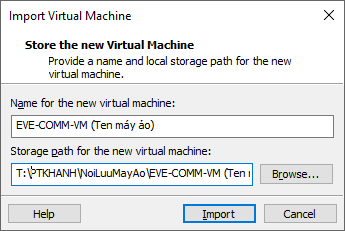 Import Virtual Machine
Store the new Virtual Machine
Provide a name and local storage path for the new
virtual machine.
Name for the new virtual machine:
EVE-COMM-VM (Ten máy ảo)
Storage path for the new virtual machine:
T:\PTKHANH\NoiLuuMayAo\EVE-COMM-VM (Ten
Browse...
Help
Import
Cancel